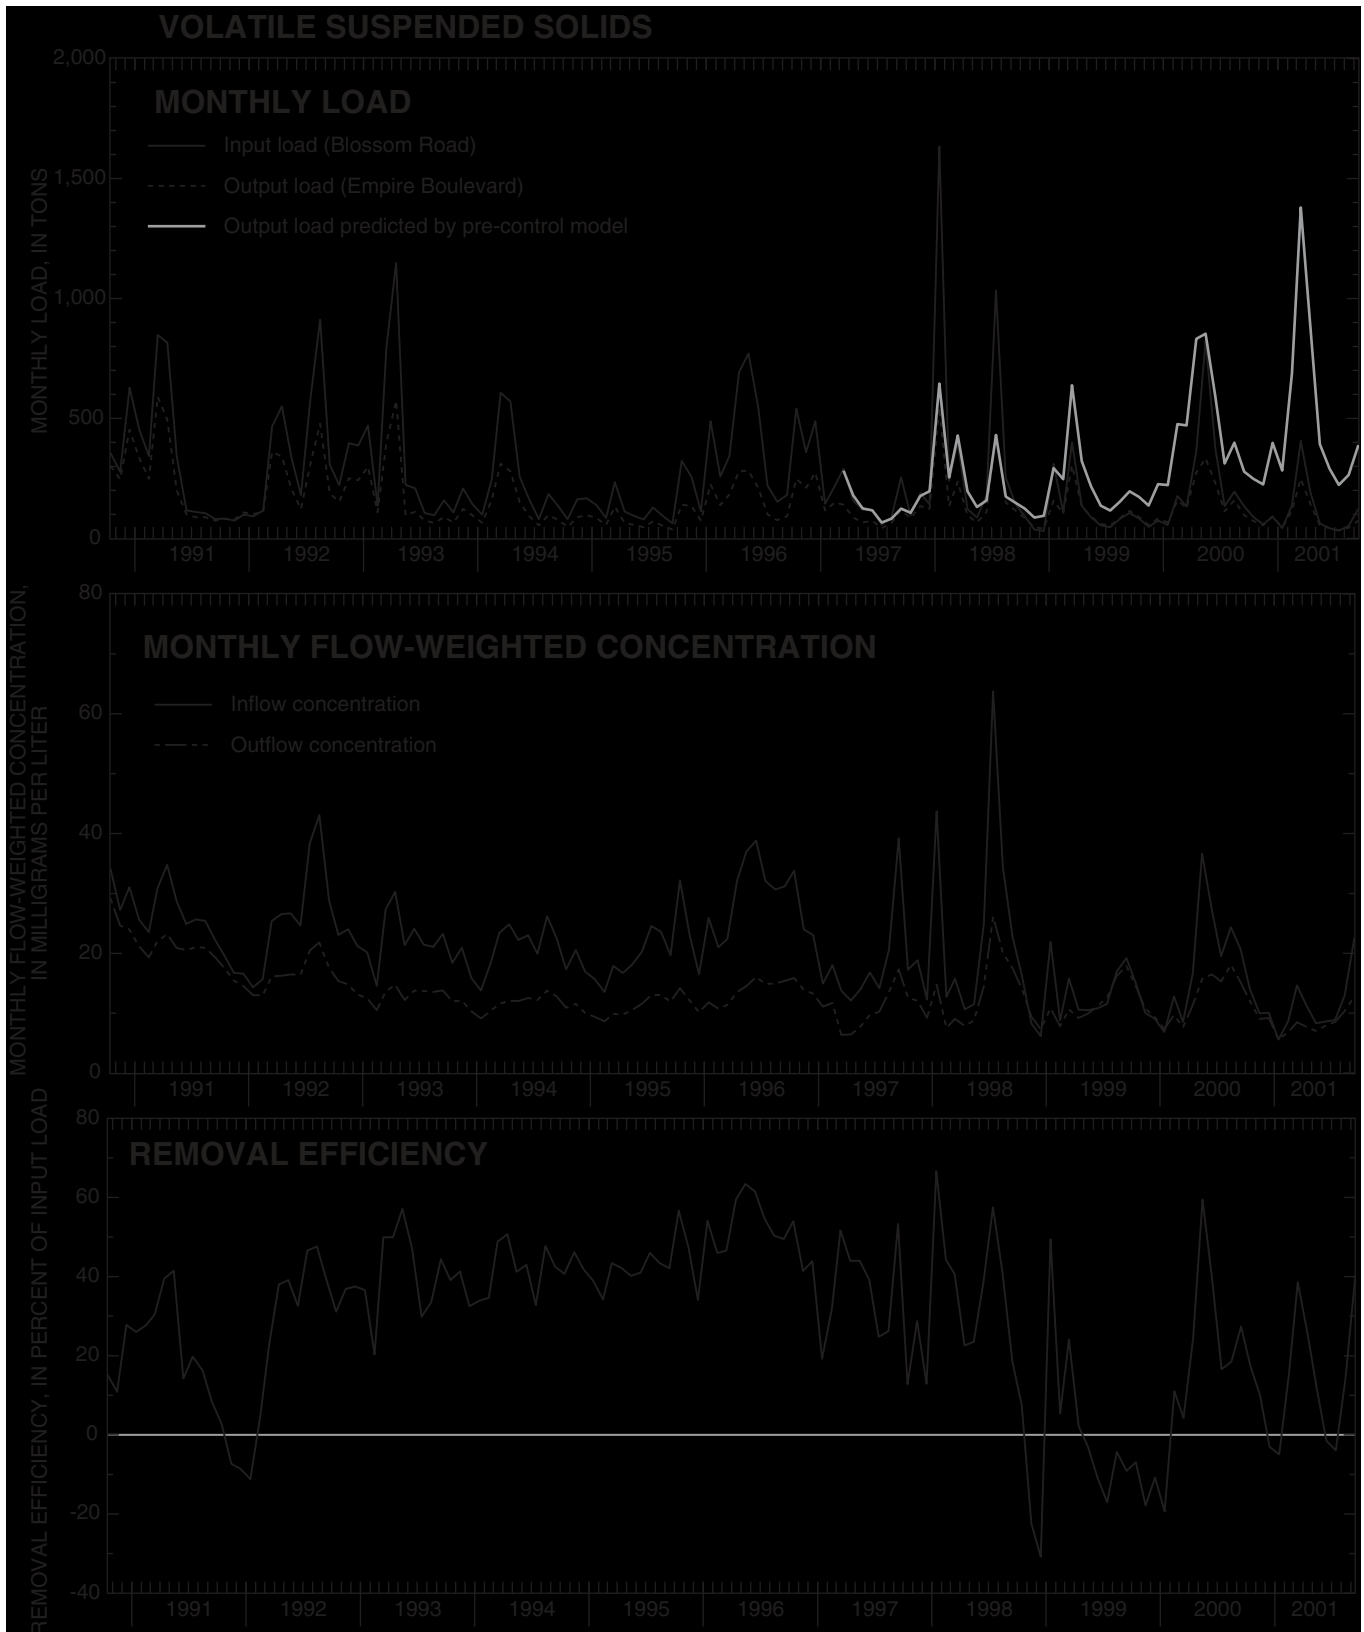 VOLATILE SUSPENDED SOLIDS
2,000
MONTHLY LOAD
Input load (Blossom Road)
Output load (Empire Boulevard)
Output load predicted by pre-control model
1,500
1,000
500
0
MONTHLY LOAD, IN TONS
1991 1992 1993 1994 1995 1996 1997 1998 1999 2000 2001
80
MONTHLY FLOW-WEIGHTED CONCENTRATION
Inflow concentration
Outflow concentration
60
40
20
0
MONTHLY FLOW-WEIGHTED CONCENTRATION,
IN MILLIGRAMS PER LITER
1991 1992 1993 1994 1995 1996 1997 1998 1999 2000 2001
80
REMOVAL EFFICIENCY
60
40
20
0
-20
-40
REMOVAL EFFICIENCY, IN PERCENT OF INPUT LOAD
1991 1992 1993 1994 1995 1996 1997 1998 1999 2000 2001